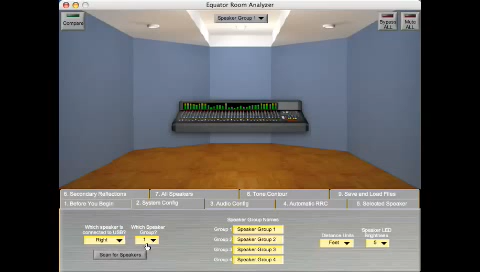 Equator Room Analyzer
Compare
Speaker Group 1
Bypass ALL
Mute ALL
6. Secondary Reflections
7. All Speakers
8. Tone Contour
9. Save and Load Files
1. Before You Begin
2. System Config
3. Audio Config
4. Automatic RRC
5. Selected Speaker
Speaker Group Names
Which speaker is connected to USB?
Which Speaker Group?
Right
1
Group 1
Speaker Group 1
Group 2
Speaker Group 2
Group 3
Speaker Group 3
Group 4
Speaker Group 4
Distance Units
Feet
Speaker LED Brightness
Scan for Speakers